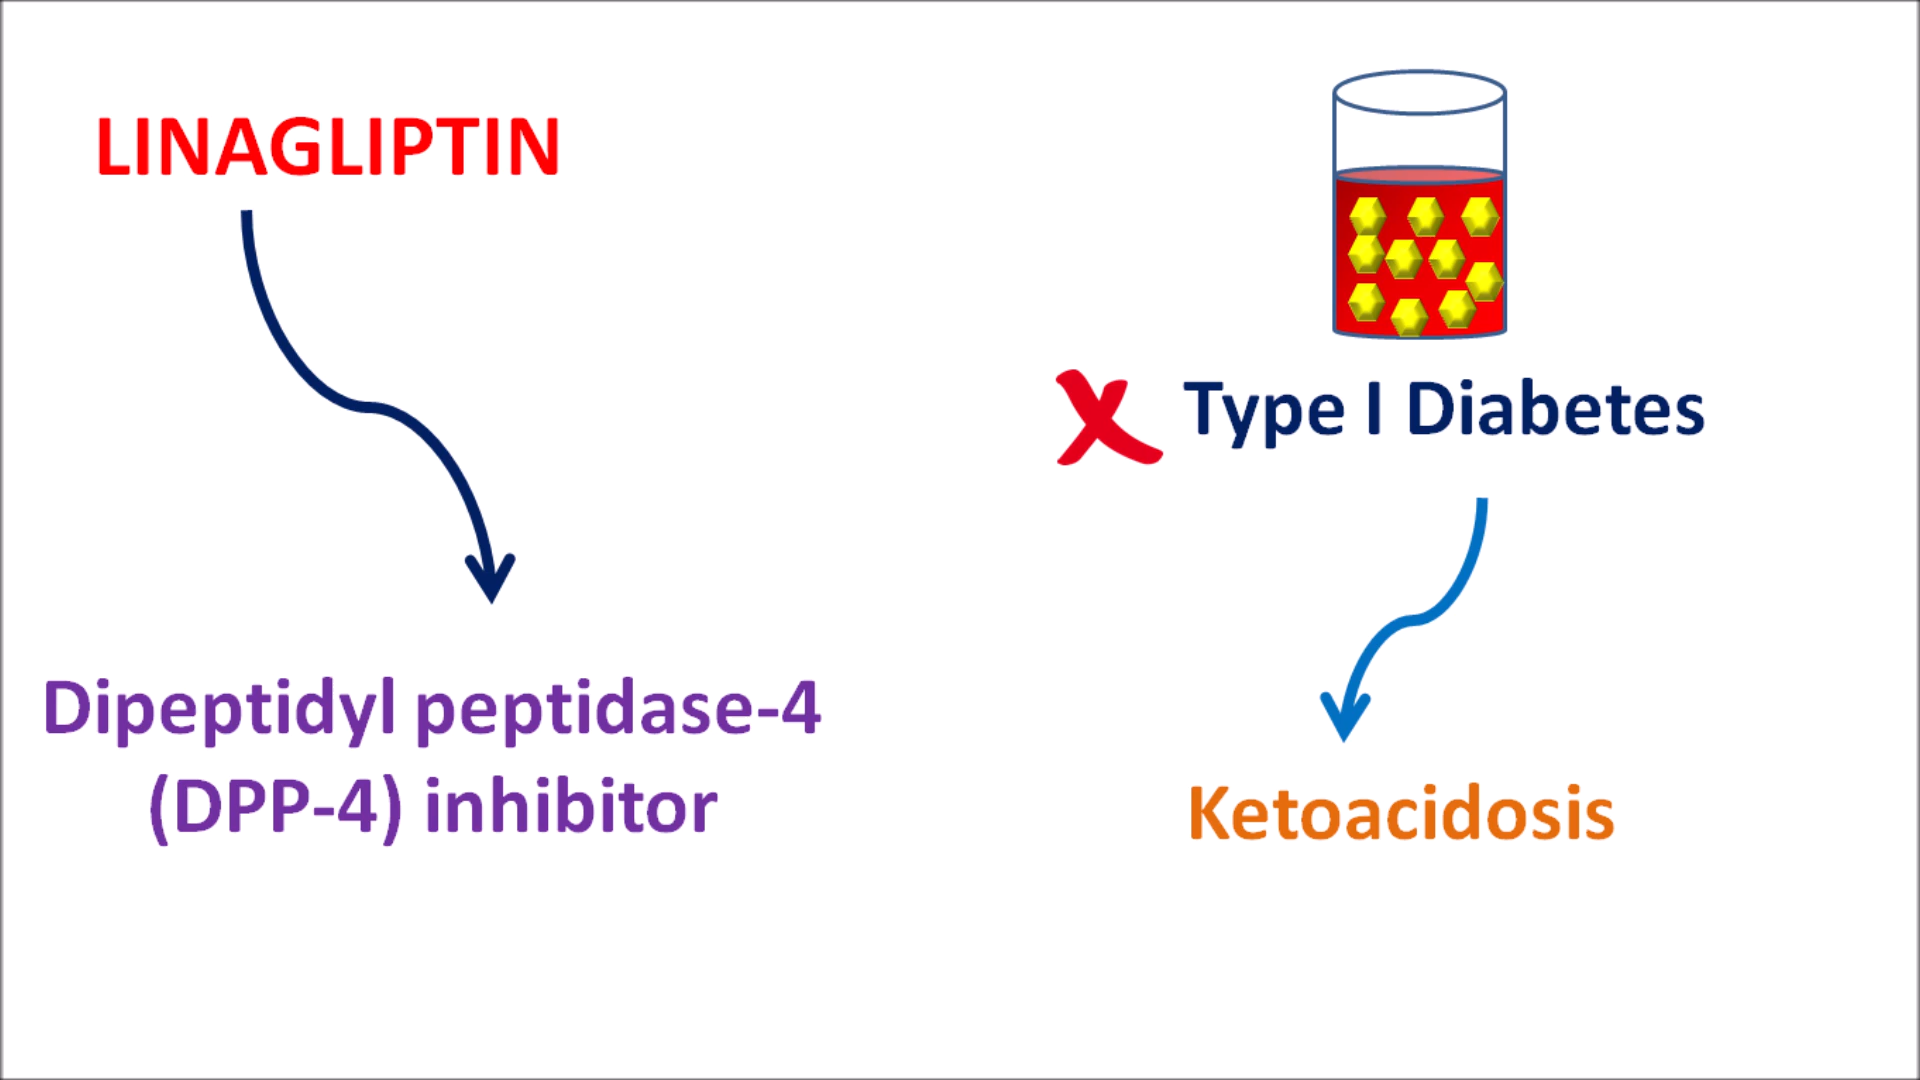 LINAGLIPTIN
Dipeptidyl peptidase-4
(DPP-4) inhibitor
Type I Diabetes
Ketoacidosis